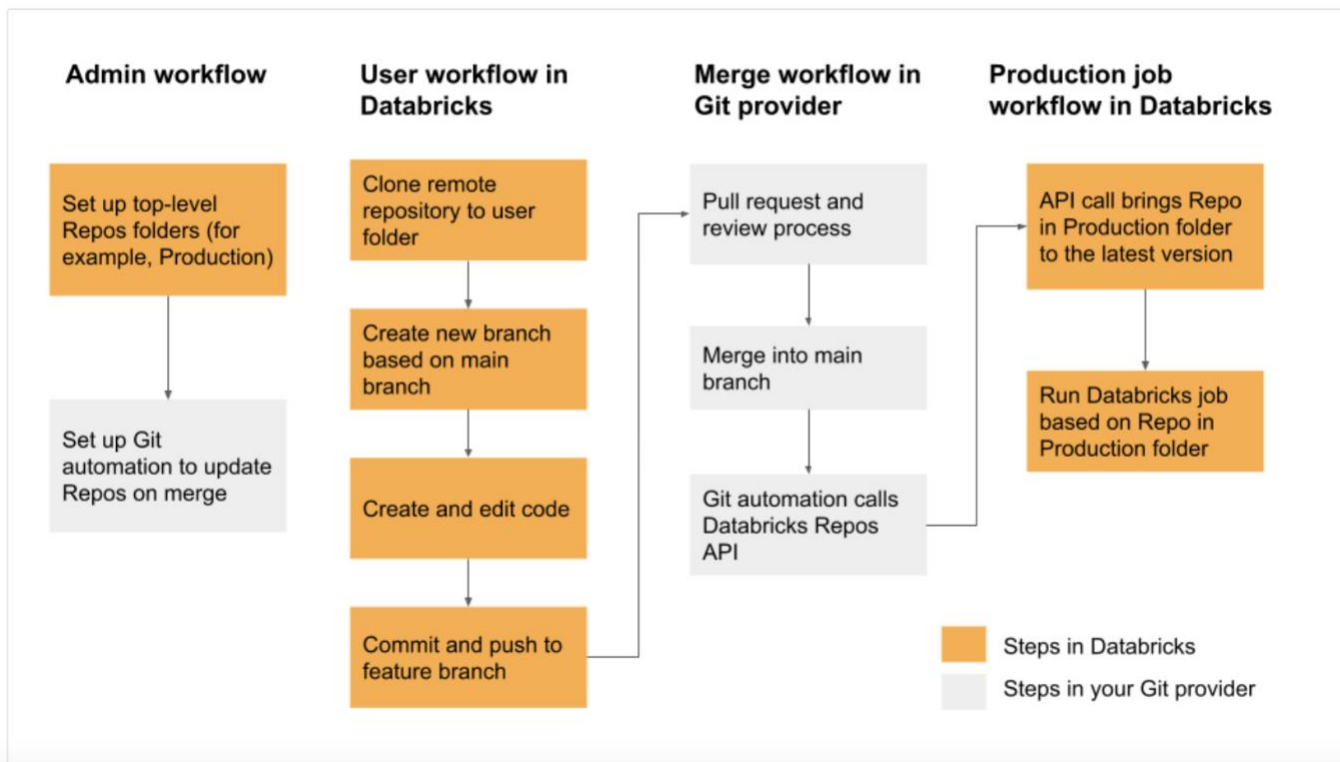 Admin workflow
Set up top-level
Repos folders (for
example, Production)
Set up Git
automation to update
Repos on merge
User workflow in
Databricks
Clone remote
repository to user
folder
Create new branch
based on main
branch
Create and edit code
Commit and push to
feature branch
Merge workflow in
Git provider
Pull request and
review process
Merge into main
branch
Git automation calls
Databricks Repos
API
Production job
workflow in Databricks
API call brings Repo
in Production folder
to the latest version
Run Databricks job
based on Repo in
Production folder
Steps in Databricks
Steps in your Git provider